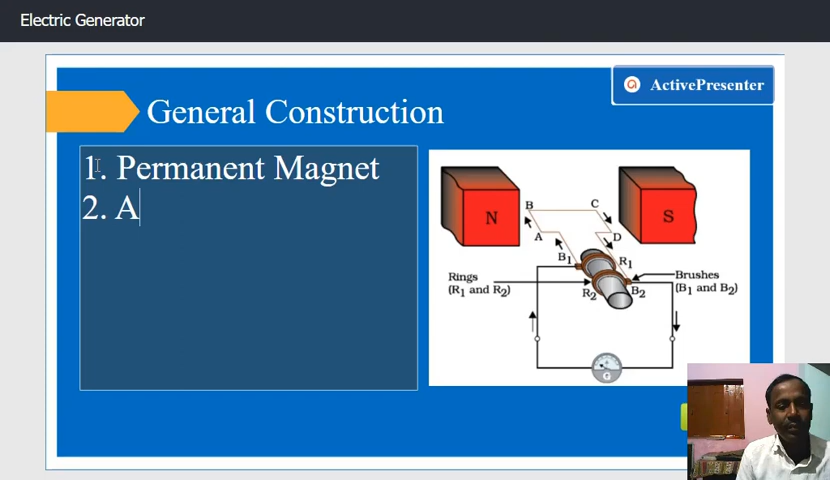 Electric Generator
ActivePresenter
General Construction
1. Permanent Magnet
2. A
N
S
B
C
A
D
B1
R1
Rings
(R1 and R2)
R2
B2
Brushes
(B1 and B2)
G